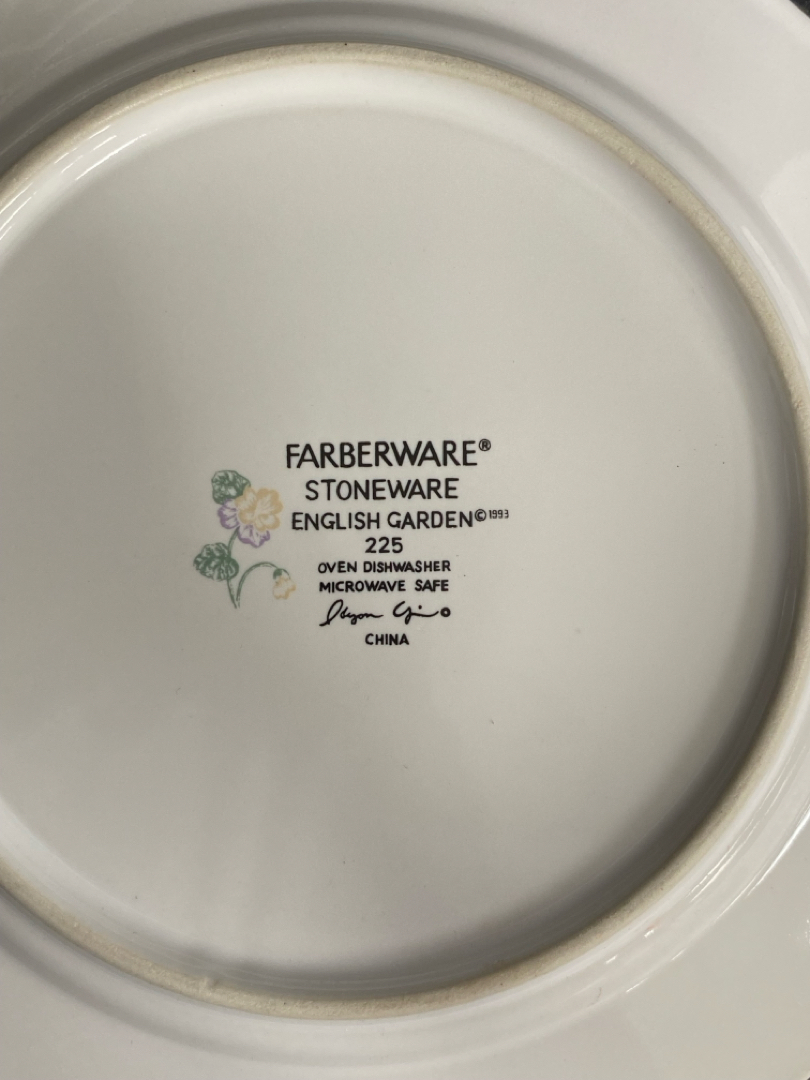 FARBERWARE®
STONEWARE
ENGLISH GARDEN©1993
225
OVEN DISHWASHER
MICROWAVE SAFE
CHINA